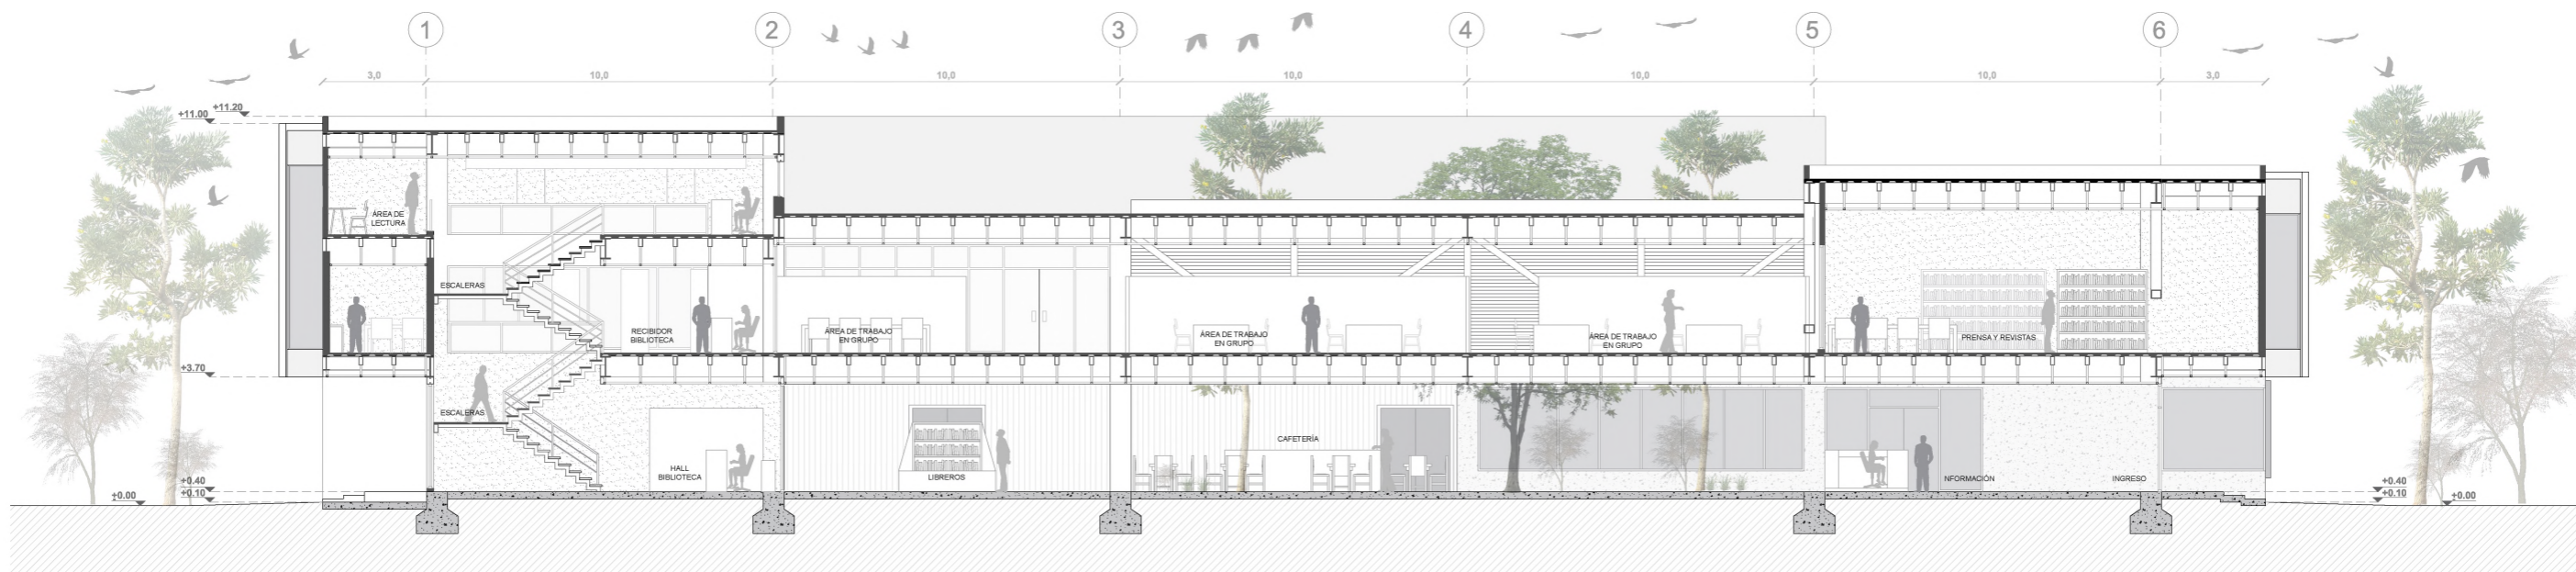 1
2
3
4
5
6
3,0
10,0
10,0
10,0
10,0
10,0
3,0
+11.20
+11.00
ÁREA DE
LECTURA
ESCALERAS
RECIBIDOR
BIBLIOTECA
ÁREA DE TRABAJO
EN GRUPO
ÁREA DE TRABAJO
EN GRUPO
ÁREA DE TRABAJO
EN GRUPO
PRENSA Y REVISTAS
+3.70
ESCALERAS
HALL
BIBLIOTECA
LIBREROS
CAFETERÍA
NFORMACIÓN
INGRESO
+0.40
+0.10
±0.00
+0.40
+0.10
±0.00